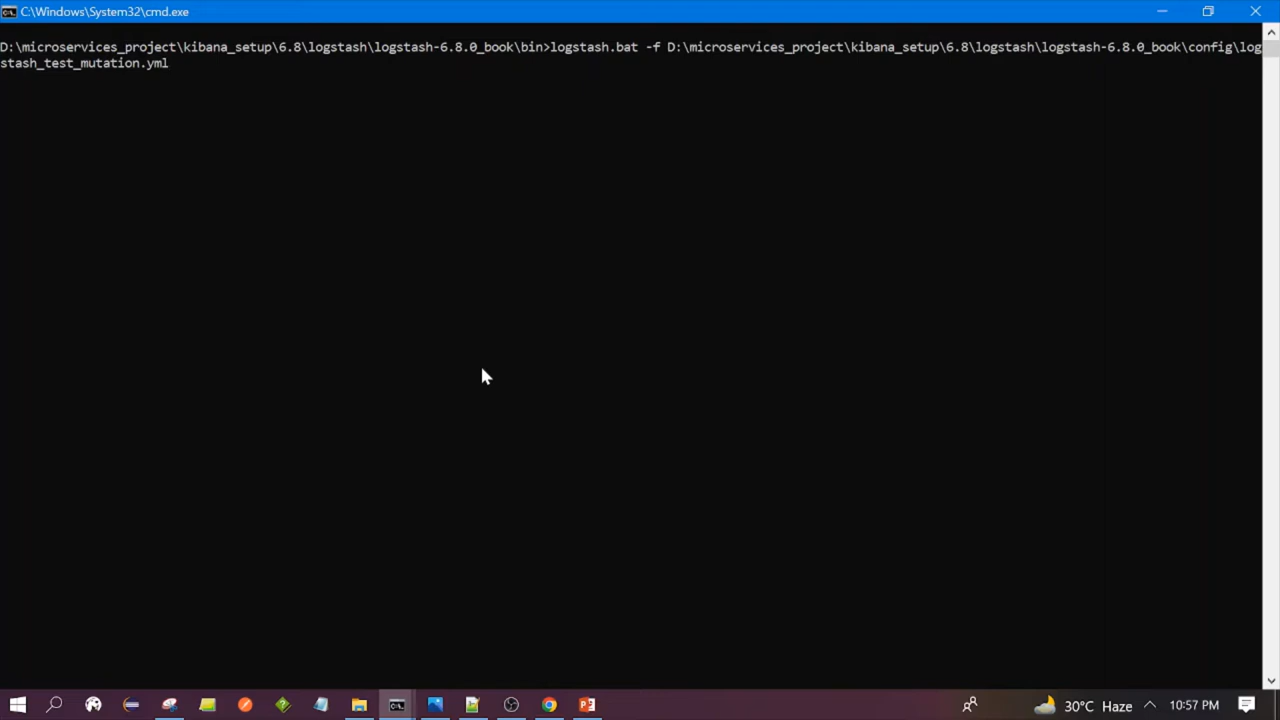 C:\Windows\System32\cmd.exe
D:\microservices_project\kibana_setup\6.8\logstash\logstash-6.8.0_book\bin>logstash.bat -f D:\microservices_project\kibana_setup\6.8\logstash\logstash-6.8.0_book\config\log
stash_test_mutation.yml
30°C Haze
10:57 PM